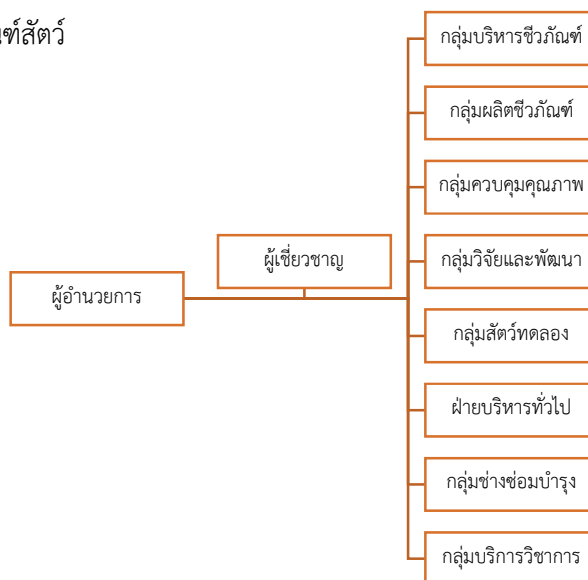 ฑ์สัตว์
ผู้อำนวยการ
ผู้เชี่ยวชาญ
กลุ่มบริหารชีวภัณฑ์
กลุ่มผลิตชีวภัณฑ์
กลุ่มควบคุมคุณภาพ
กลุ่มวิจัยและพัฒนา
กลุ่มสัตว์ทดลอง
ฝ่ายบริหารทั่วไป
กลุ่มช่างซ่อมบำรุง
กลุ่มบริการวิชาการ